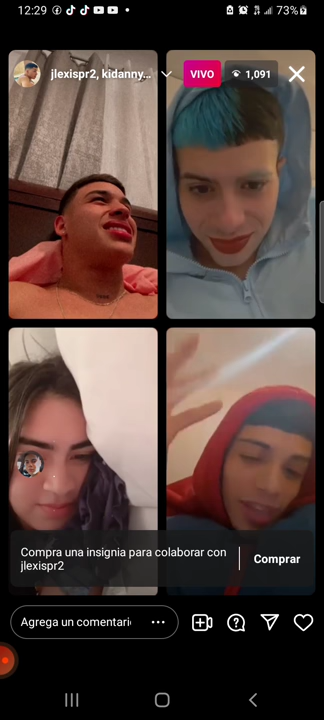 12:29
73%
jlexispr2, kidanny...
VIVO
1,091
Compra una insignia para colaborar con
jlexispr2
Comprar
Agrega un comentari